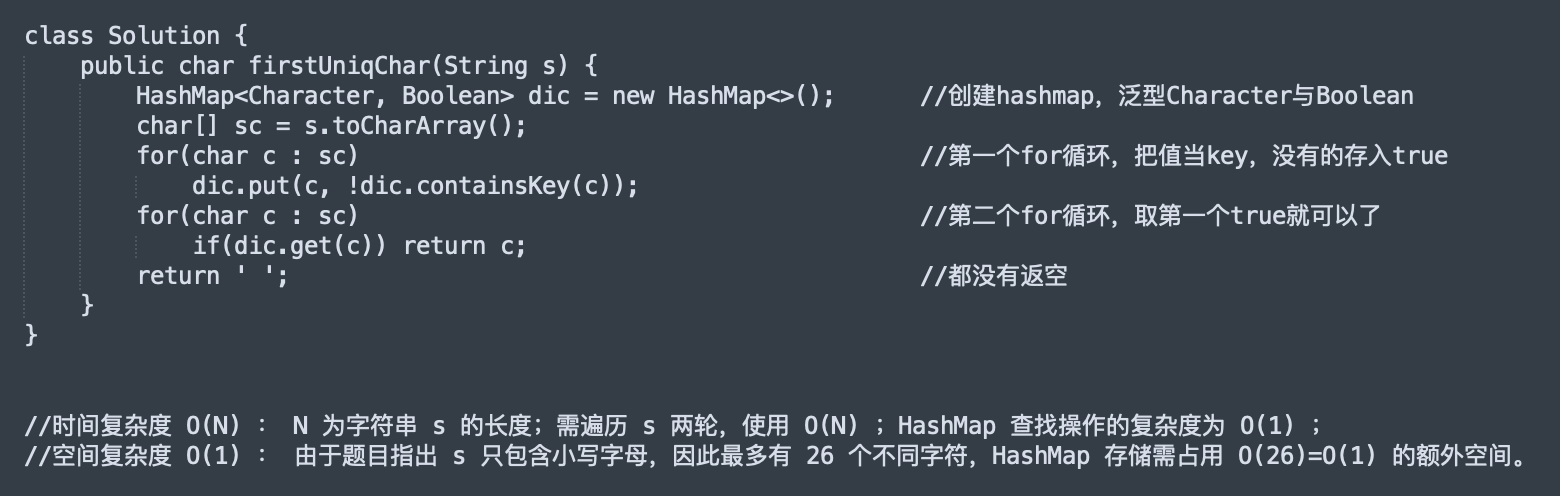 class Solution {
    public char firstUniqChar(String s) {
        HashMap<Character, Boolean> dic = new HashMap<>();      //创建hashmap，泛型Character与Boolean
        char[] sc = s.toCharArray();
        for(char c : sc)                                        //第一个for循环，把值当key，没有的存入true
            dic.put(c, !dic.containsKey(c));
        for(char c : sc)                                        //第二个for循环，取第一个true就可以了
            if(dic.get(c)) return c;
        return ' ';                                             //都没有返空
    }
}
//时间复杂度 O(N) ： N 为字符串 s 的长度；需遍历 s 两轮，使用 O(N) ；HashMap 查找操作的复杂度为 O(1) ；
//空间复杂度 O(1) ： 由于题目指出 s 只包含小写字母，因此最多有 26 个不同字符，HashMap 存储需占用 O(26)=O(1) 的额外空间。